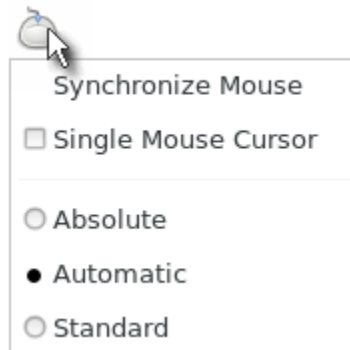 Synchronize Mouse
Single Mouse Cursor
Absolute
Automatic
Standard